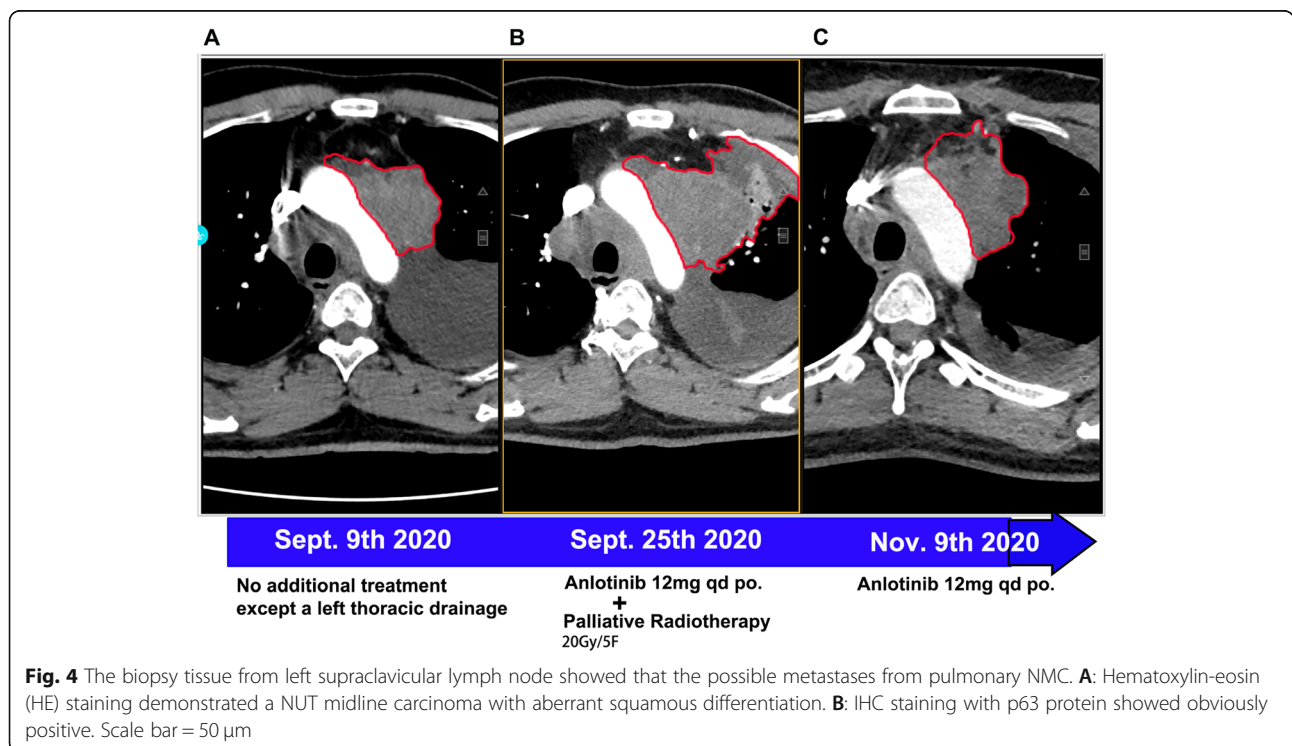 A B C
Sept. 9th 2020 Sept. 25th 2020 Nov. 9th 2020
No additional treatment
except a left thoracic drainage
Anlotinib 12mg qd po.
+
Palliative Radiotherapy
20Gy/5F
Anlotinib 12mg qd po.
Fig. 4 The biopsy tissue from left supraclavicular lymph node showed that the possible metastases from pulmonary NMC. A: Hematoxylin-eosin
(HE) staining demonstrated a NUT midline carcinoma with aberrant squamous differentiation. B: IHC staining with p63 protein showed obviously
positive. Scale bar = 50 μm